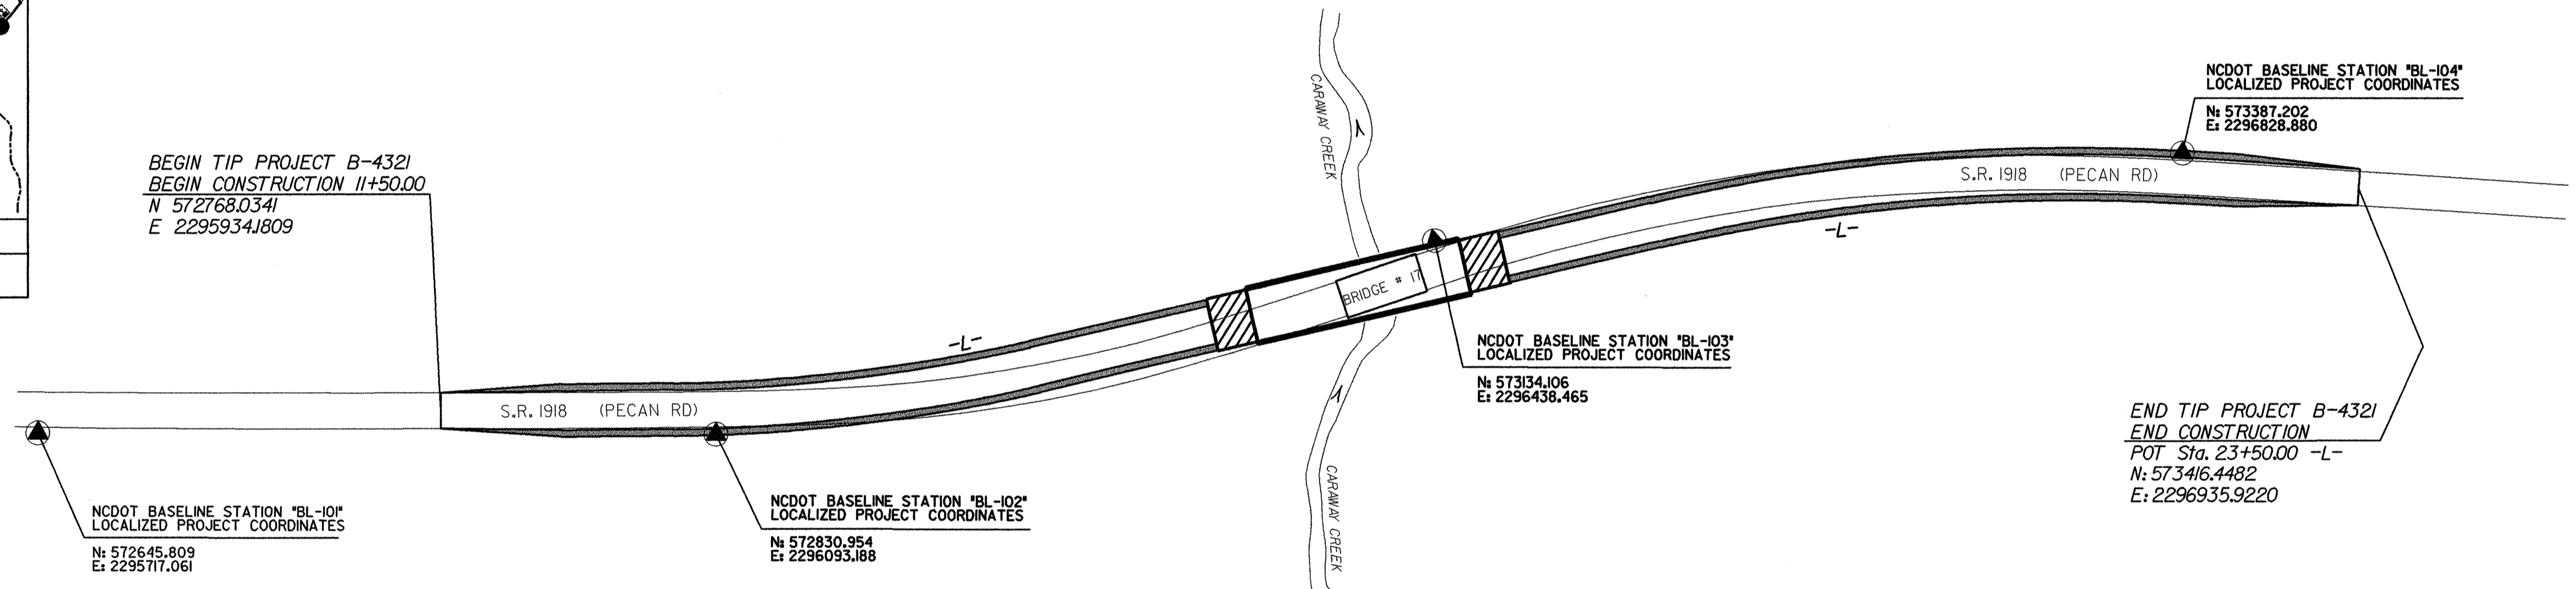 BEGIN TIP PROJECT B-4321
BEGIN CONSTRUCTION 11+50.00
N 572768.0341
E 2295934.1809
NCDOT BASELINE STATION "BL-101"
LOCALIZED PROJECT COORDINATES
N: 572645.809
E: 2295717.061
S.R. 1918 (PECAN RD)
NCDOT BASELINE STATION "BL-102"
LOCALIZED PROJECT COORDINATES
N: 572830.954
E: 2296093.188
-L-
CARAWAY CREEK
BRIDGE # 17
CARAWAY CREEK
NCDOT BASELINE STATION "BL-103"
LOCALIZED PROJECT COORDINATES
N: 573134.106
E: 2296438.465
-L-
S.R. 1918 (PECAN RD)
NCDOT BASELINE STATION "BL-104"
LOCALIZED PROJECT COORDINATES
N: 573387.202
E: 2296828.880
END TIP PROJECT B-4321
END CONSTRUCTION
POT Sta. 23+50.00 -L-
N: 573416.4482
E: 2296935.9220